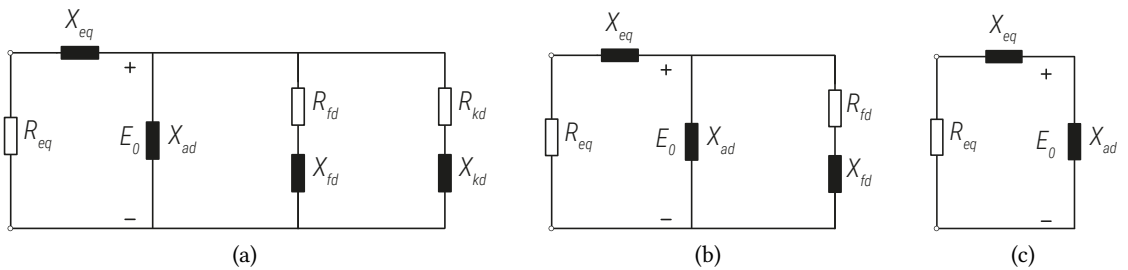 X_eq
+
R_eq
E_0
X_ad
R_fd
X_fd
R_kd
X_kd
−
(a)
X_eq
+
R_eq
E_0
X_ad
R_fd
X_fd
−
(b)
X_eq
+
R_eq
E_0
X_ad
−
(c)